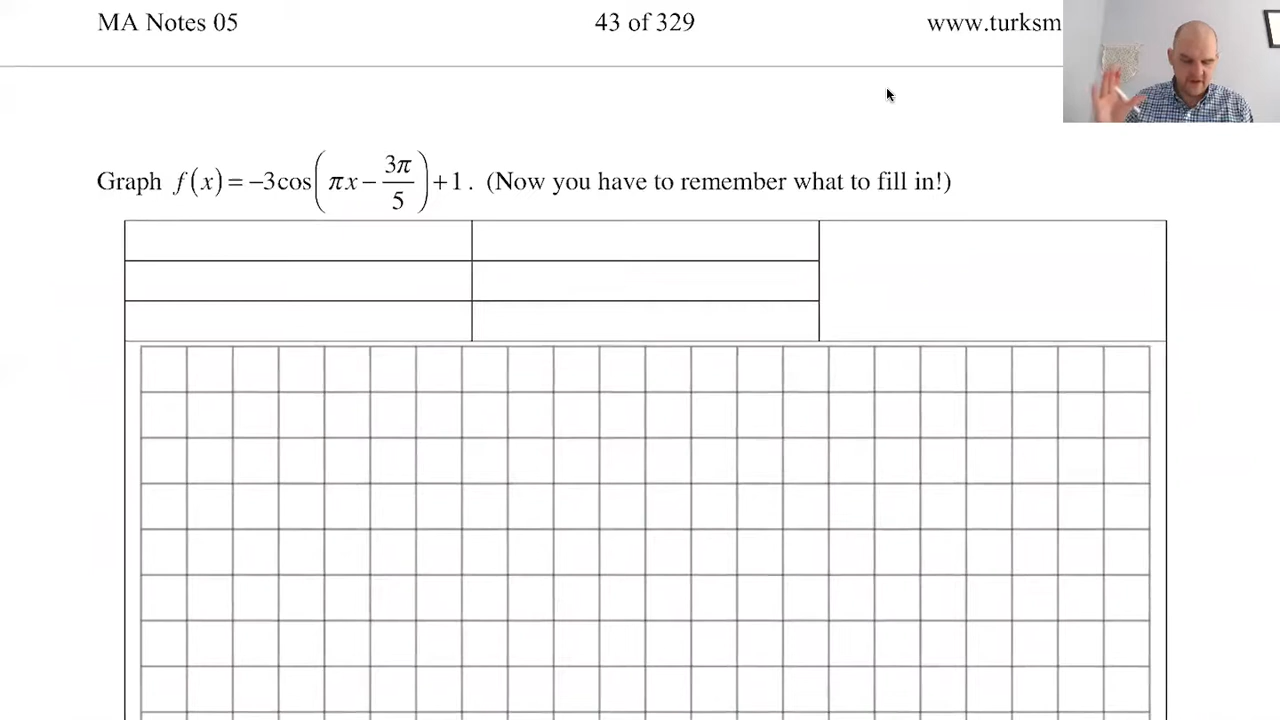 MA Notes 05 43 of 329 www.turksm
Graph f(x) = −3cos(πx − 3π/5) + 1. (Now you have to remember what to fill in!)